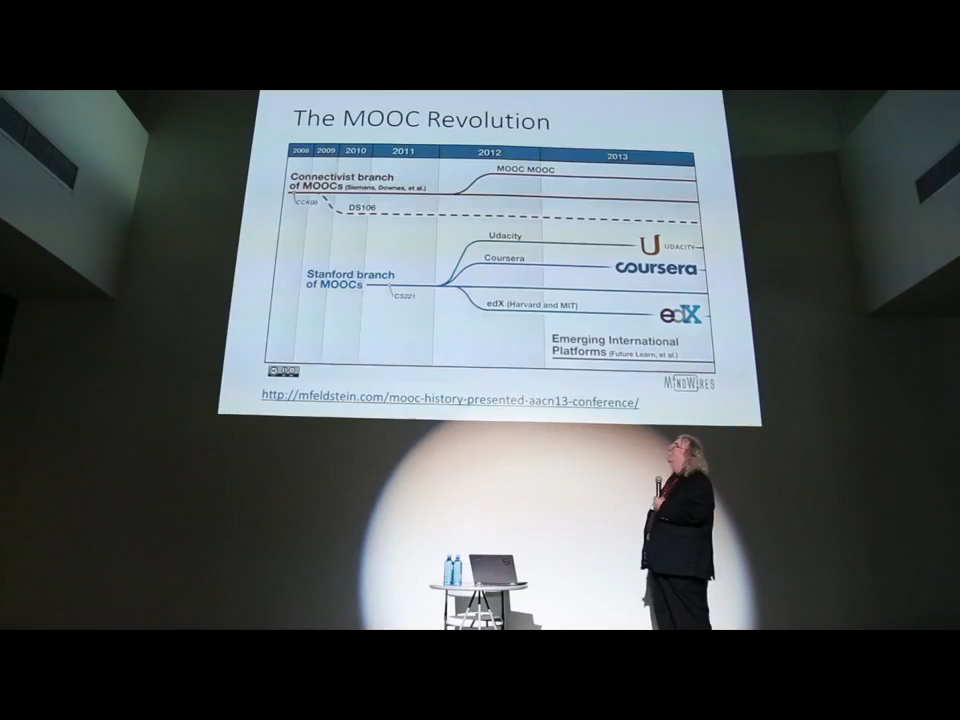 The MOOC Revolution
2008 2009 2010 2011 2012 2013
MOOC MOOC
Connectivist branch
of MOOCs (Siemens, Downes, et al.)
CCK08
DS106
Udacity
UDACITY
Coursera
coursera
Stanford branch
of MOOCs
CS221
edX (Harvard and MIT)
edX
Emerging International
Platforms (Future Learn, et al.)
MINDWIRES
http://mfeldstein.com/mooc-history-presented-aacn13-conference/